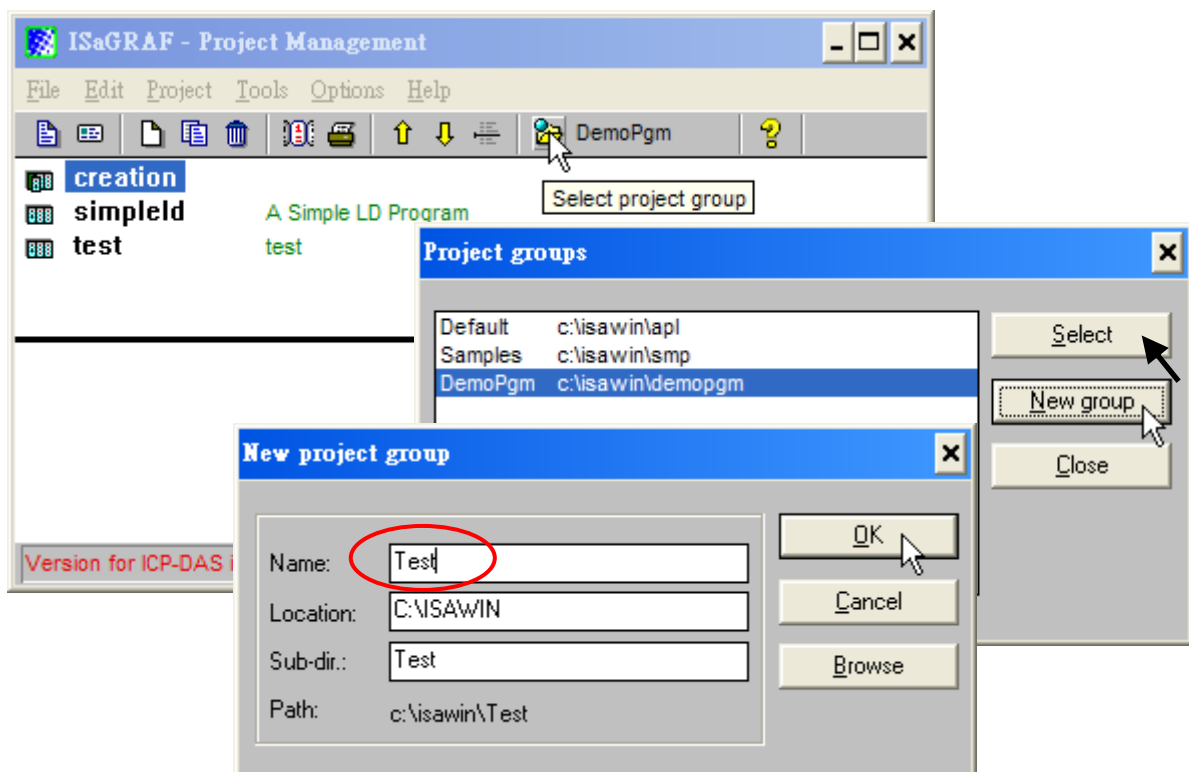 ISaGRAF - Project Management
File Edit Project Tools Options Help
DemoPgm
creation
simpleld A Simple LD Program
test test
Select project group
Project groups
Default c:\isawin\apl
Samples c:\isawin\smp
DemoPgm c:\isawin\demopgm
Select
New group
Close
New project group
Name: Test
Location: C:\ISAWIN
Sub-dir.: Test
Path: c:\isawin\Test
OK
Cancel
Browse
Version for ICP-DAS